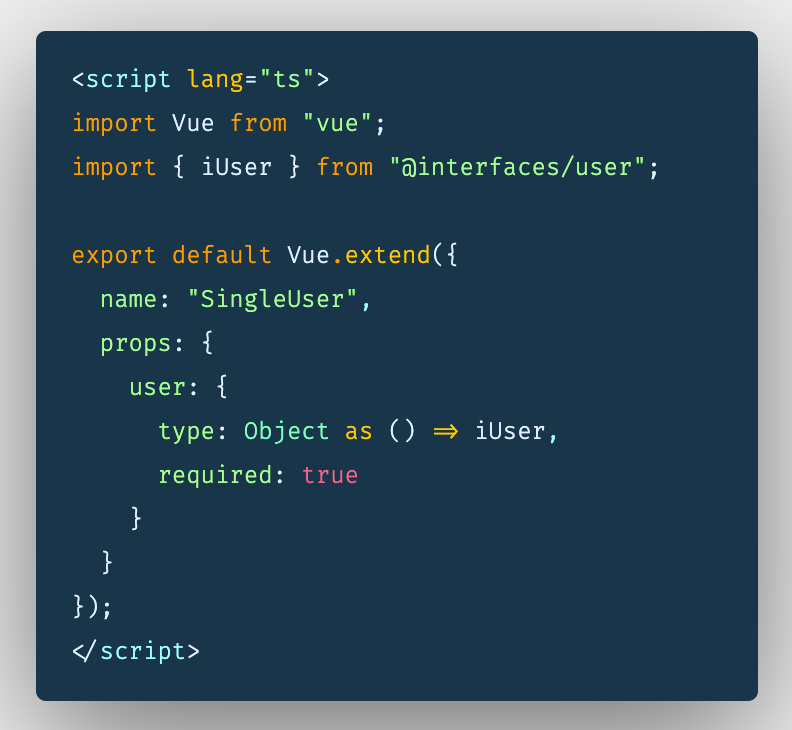 <script lang="ts">
import Vue from "vue";
import { iUser } from "@interfaces/user";

export default Vue.extend({
  name: "SingleUser",
  props: {
    user: {
      type: Object as () => iUser,
      required: true
    }
  }
});
</script>